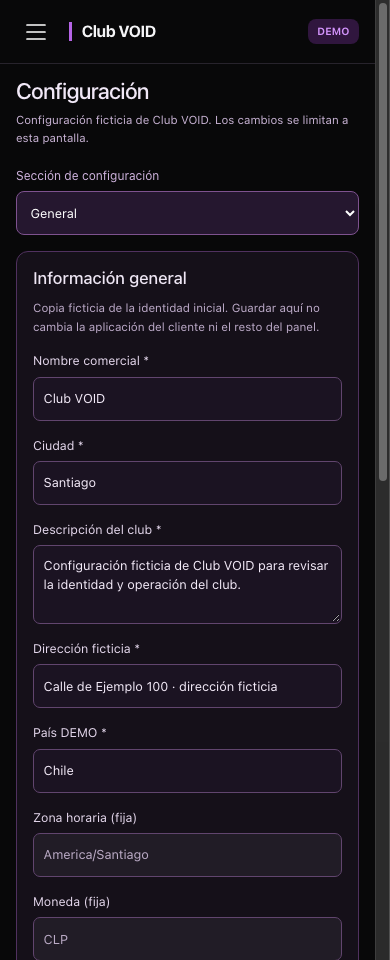 Club VOID
DEMO
Configuración
Configuración ficticia de Club VOID. Los cambios se limitan a
esta pantalla.
Sección de configuración
General
Información general
Copia ficticia de la identidad inicial. Guardar aquí no
cambia la aplicación del cliente ni el resto del panel.
Nombre comercial *
Club VOID
Ciudad *
Santiago
Descripción del club *
Configuración ficticia de Club VOID para revisar
la identidad y operación del club.
Dirección ficticia *
Calle de Ejemplo 100 · dirección ficticia
País DEMO *
Chile
Zona horaria (fija)
America/Santiago
Moneda (fija)
CLP